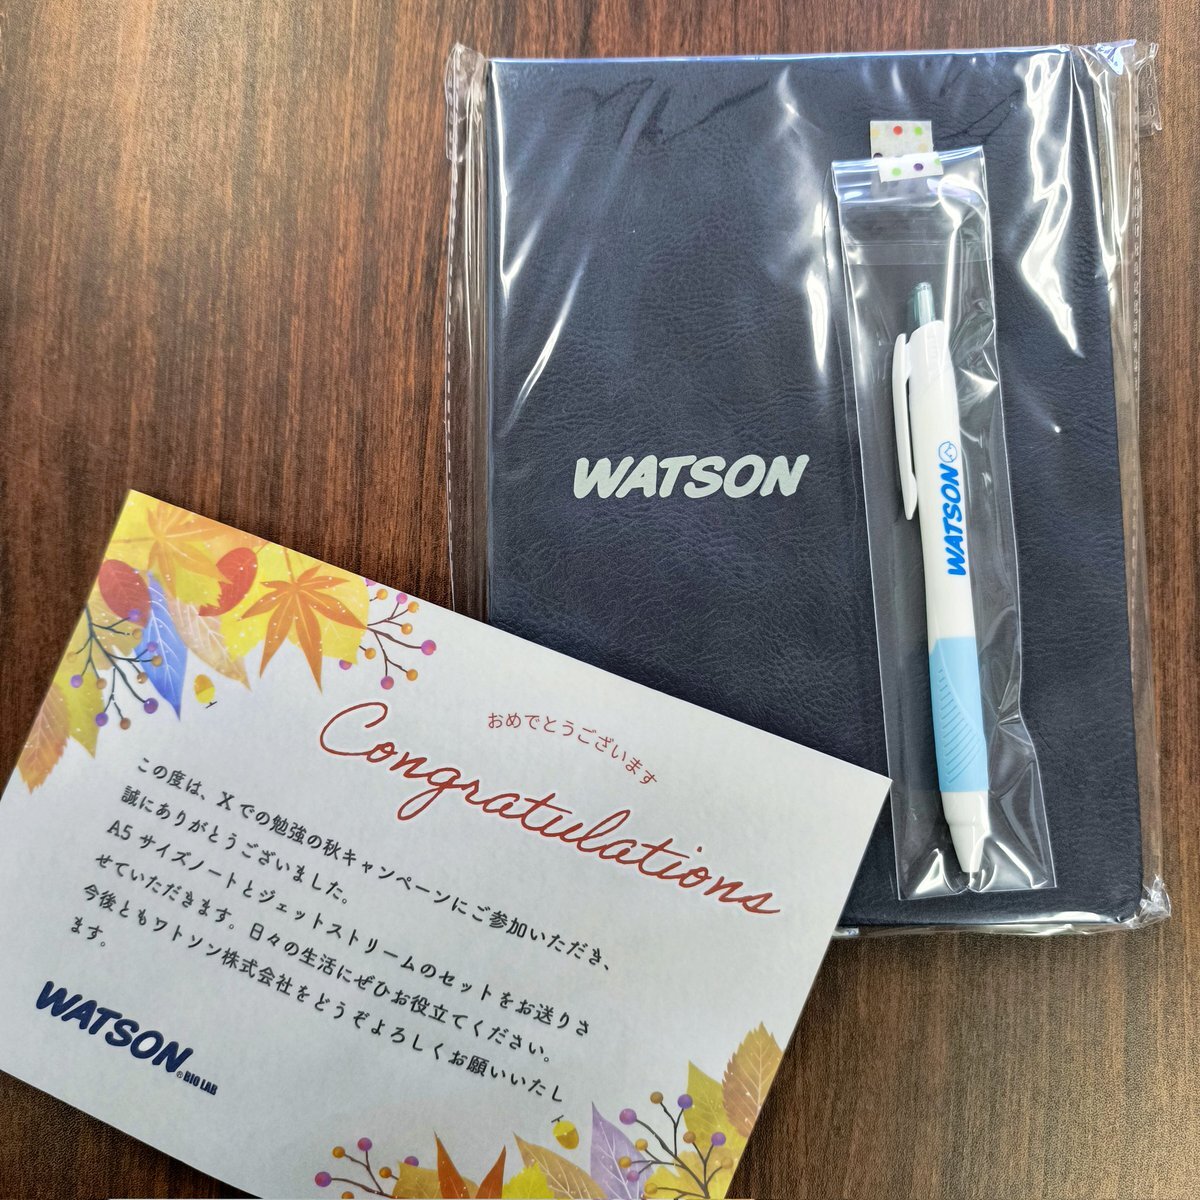 WATSON
WATSON
おめでとうございます
Congratulations
この度は、Xでの勉強の秋キャンペーンにご参加いただき、
誠にありがとうございました。
A5サイズノートとジェットストリームのセットをお送りさ
せていただきます。日々の生活にぜひお役立てください。
今後ともワトソン株式会社をどうぞよろしくお願いいたし
ます。
WATSON
©BIO LAB